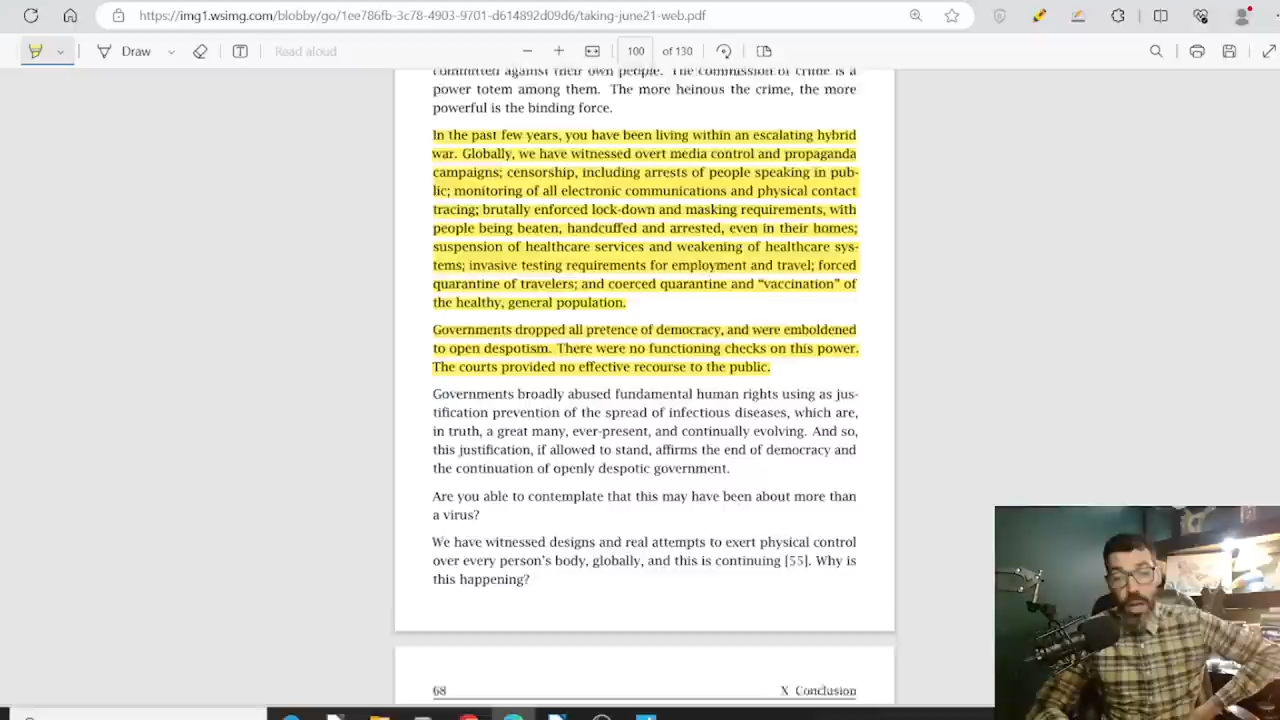 https://img1.wsimg.com/blobby/go/1ee786fb-3c78-4903-9701-d614892d09d6/taking-june21-web.pdf
Draw
Read aloud
100 of 130
committed against their own people. The commission of crime is a
power totem among them. The more heinous the crime, the more
powerful is the binding force.
In the past few years, you have been living within an escalating hybrid
war. Globally, we have witnessed overt media control and propaganda
campaigns; censorship, including arrests of people speaking in pub-
lic; monitoring of all electronic communications and physical contact
tracing; brutally enforced lock-down and masking requirements, with
people being beaten, handcuffed and arrested, even in their homes;
suspension of healthcare services and weakening of healthcare sys-
tems; invasive testing requirements for employment and travel; forced
quarantine of travelers; and coerced quarantine and “vaccination” of
the healthy, general population.
Governments dropped all pretence of democracy, and were emboldened
to open despotism. There were no functioning checks on this power.
The courts provided no effective recourse to the public.
Governments broadly abused fundamental human rights using as jus-
tification prevention of the spread of infectious diseases, which are,
in truth, a great many, ever-present, and continually evolving. And so,
this justification, if allowed to stand, affirms the end of democracy and
the continuation of openly despotic government.
Are you able to contemplate that this may have been about more than
a virus?
We have witnessed designs and real attempts to exert physical control
over every person’s body, globally, and this is continuing [55]. Why is
this happening?
68 X Conclusion